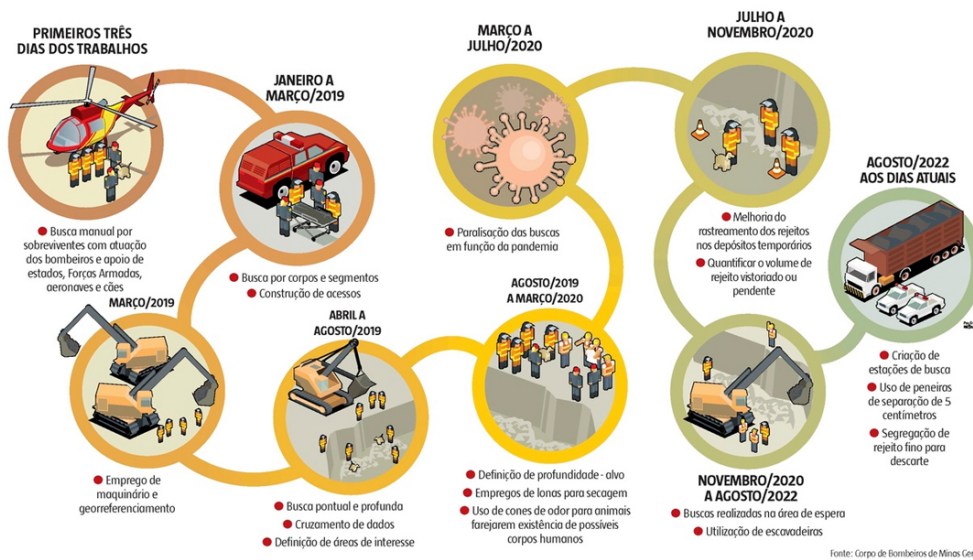 PRIMEIROS TRÊS
DIAS DOS TRABALHOS
● Busca manual por
sobreviventes com atuação
dos bombeiros e apoio de
estados, Forças Armadas,
aeronaves e cães
JANEIRO A
MARÇO/2019
● Busca por corpos e segmentos
● Construção de acessos
MARÇO/2019
● Emprego de
maquinário e
georreferenciamento
ABRIL A
AGOSTO/2019
● Busca pontual e profunda
● Cruzamento de dados
● Definição de áreas de interesse
AGOSTO/2019
A MARÇO/2020
● Definição de profundidade - alvo
● Empregos de lonas para secagem
● Uso de cones de odor para animais
farejarem existência de possíveis
corpos humanos
MARÇO A
JULHO/2020
● Paralisação das buscas
em função da pandemia
JULHO A
NOVEMBRO/2020
● Melhoria do
rastreamento dos rejeitos
nos depósitos temporários
● Quantificar o volume de
rejeito vistoriado ou
pendente
NOVEMBRO/2020
A AGOSTO/2022
● Buscas realizadas na área de espera
● Utilização de escavadeiras
AGOSTO/2022
AOS DIAS ATUAIS
● Criação de
estações de busca
● Uso de peneiras
de separação de 5
centímetros
● Segregação de
rejeito fino para
descarte
Fonte: Corpo de Bombeiros de Minas Ger